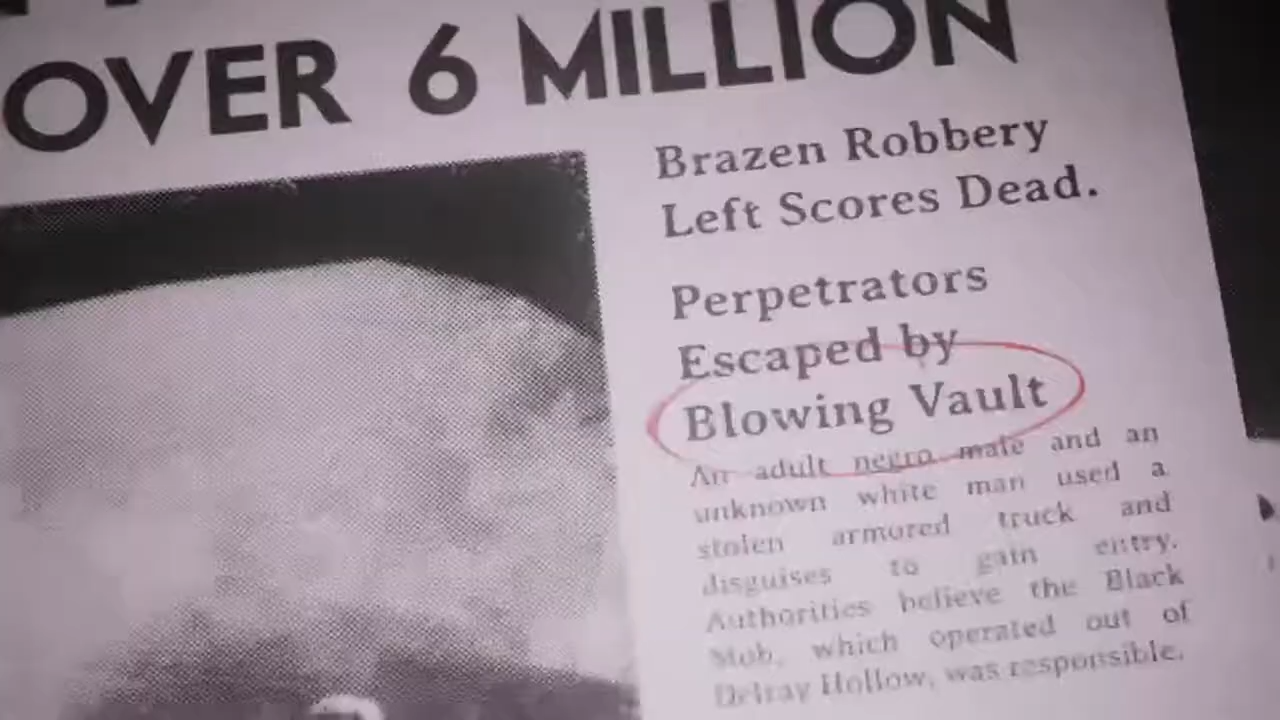 OVER 6 MILLION
Brazen Robbery
Left Scores Dead.
Perpetrators
Escaped by
Blowing Vault
An adult negro male and an
unknown white man used a
stolen armored truck and
disguises to gain entry.
Authorities believe the Black
Mob, which operated out of
Delray Hollow, was responsible.